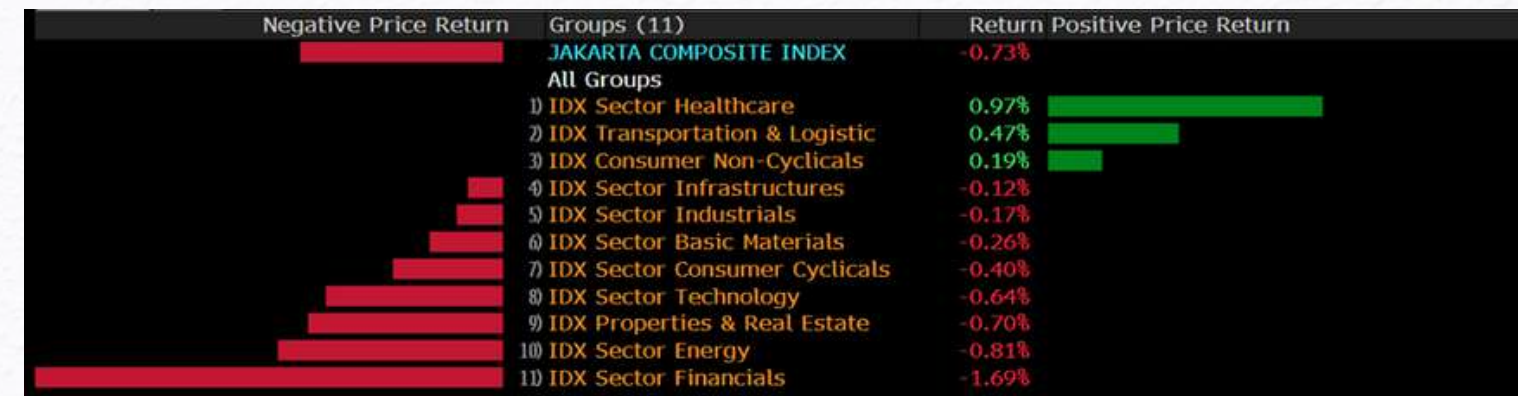 Negative Price Return Groups (11) Return Positive Price Return
JAKARTA COMPOSITE INDEX -0.73%
All Groups
1) IDX Sector Healthcare 0.97%
2) IDX Transportation & Logistic 0.47%
3) IDX Consumer Non-Cyclicals 0.19%
4) IDX Sector Infrastructures -0.12%
5) IDX Sector Industrials -0.17%
6) IDX Sector Basic Materials -0.26%
7) IDX Sector Consumer Cyclicals -0.40%
8) IDX Sector Technology -0.64%
9) IDX Properties & Real Estate -0.70%
10) IDX Sector Energy -0.81%
11) IDX Sector Financials -1.69%